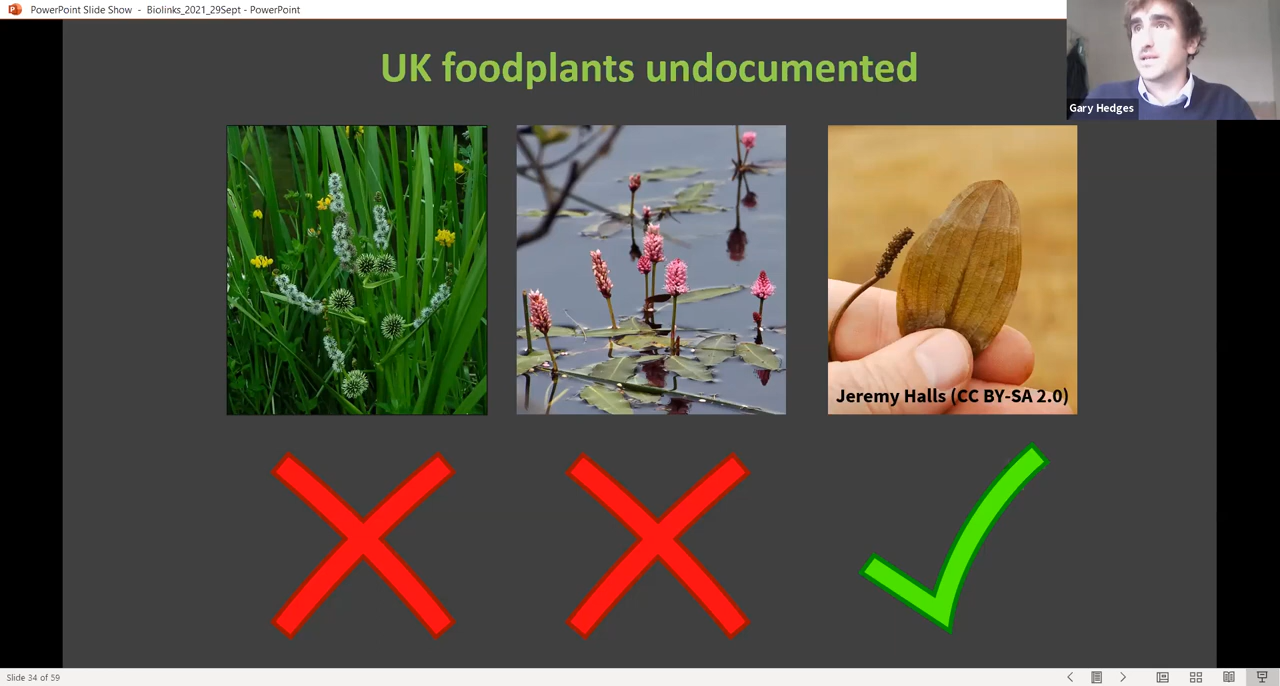 PowerPoint Slide Show - Biolinks_2021_29Sept - PowerPoint
UK foodplants undocumented
Gary Hedges
Jeremy Halls (CC BY-SA 2.0)
Slide 34 of 59